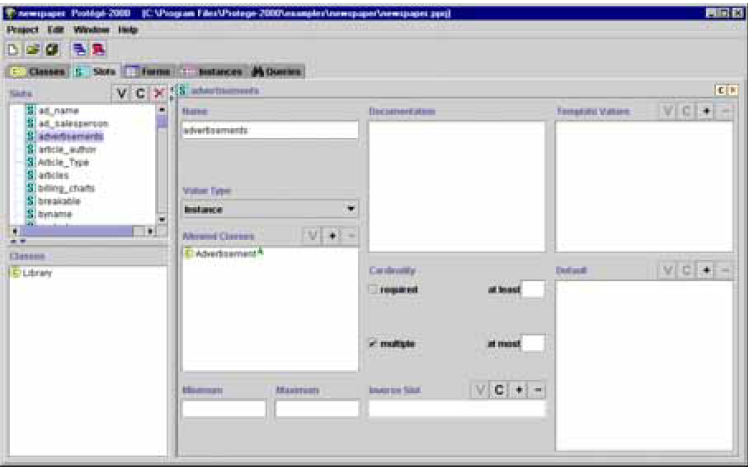 newspaper Protégé-2000 (C:\Program Files\Protege-2000\examples\newspaper\newspaper.pprj)
Project Edit Window Help
C Classes S Slots Forms Instances Queries
Slots V C X
S ad_name
S ad_salesperson
S advertisements
S article_author
S Article_Type
S articles
S billing_charts
S breakable
S byname
Classes
C Library
S advertisements C X
Name
advertisements
Value Type
Instance
Allowed Classes V + -
C Advertisement A
Minimum Maximum
Documentation
Cardinality
required at least
multiple at most
Inverse Slot V C + -
Template Values V C + -
Default V C + -